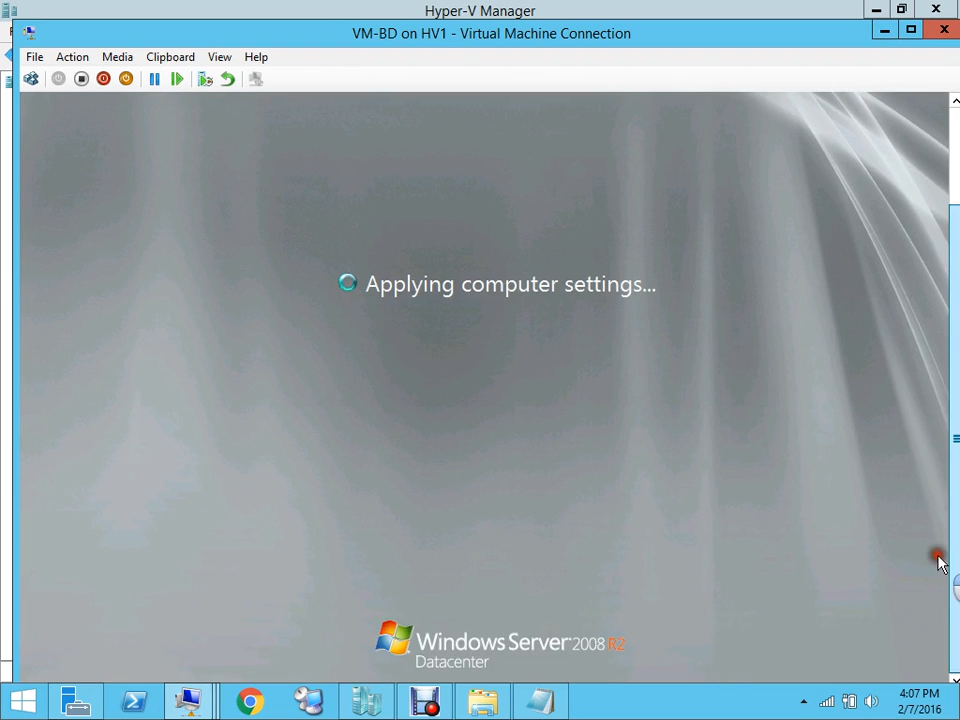 Hyper-V Manager
VM-BD on HV1 - Virtual Machine Connection
File Action Media Clipboard View Help
Applying computer settings...
Windows Server 2008 R2
Datacenter
4:07 PM
2/7/2016